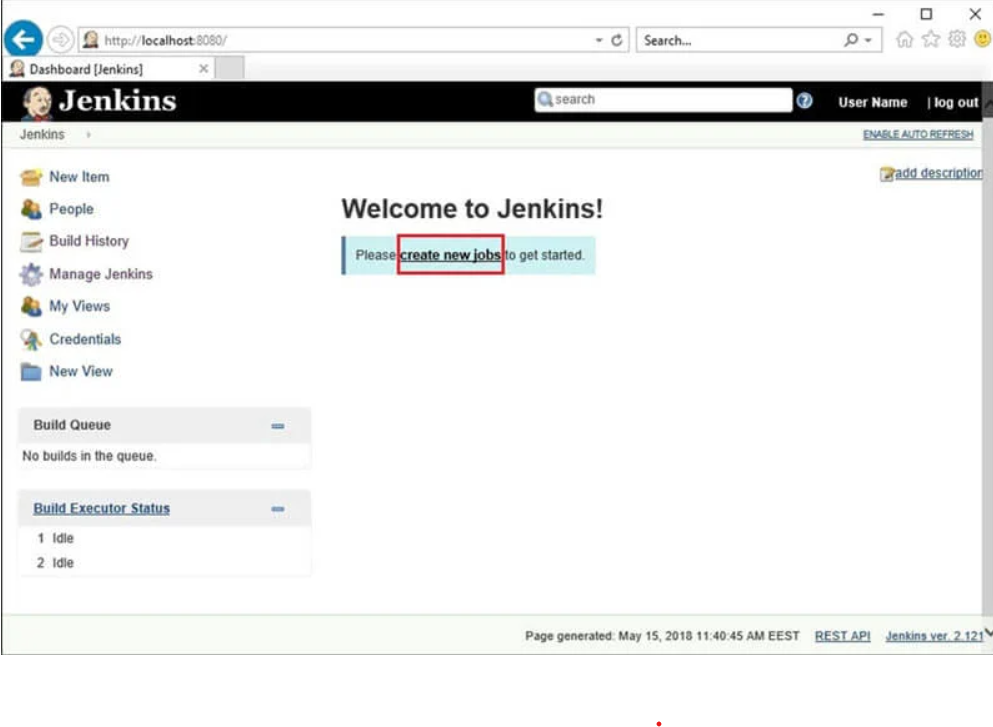 http://localhost:8080/
Search...
Dashboard [Jenkins]
Jenkins
search
User Name | log out
Jenkins
ENABLE AUTO REFRESH
New Item
People
Build History
Manage Jenkins
My Views
Credentials
New View
add description
Welcome to Jenkins!
Please create new jobs to get started.
Build Queue
No builds in the queue.
Build Executor Status
1 Idle
2 Idle
Page generated: May 15, 2018 11:40:45 AM EEST REST API Jenkins ver. 2.121